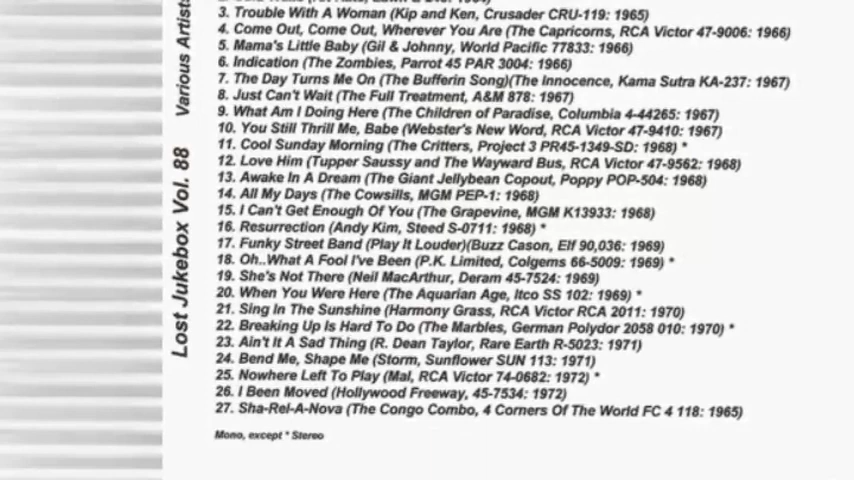 Various Artists
Lost Jukebox Vol. 88
3. Trouble With A Woman (Kip and Ken, Crusader CRU-119: 1965)
4. Come Out, Come Out, Wherever You Are (The Capricorns, RCA Victor 47-9006: 1966)
5. Mama's Little Baby (Gil & Johnny, World Pacific 77833: 1966)
6. Indication (The Zombies, Parrot 45 PAR 3004: 1966)
7. The Day Turns Me On (The Bufferin Song)(The Innocence, Kama Sutra KA-237: 1967)
8. Just Can't Wait (The Full Treatment, A&M 878: 1967)
9. What Am I Doing Here (The Children of Paradise, Columbia 4-44265: 1967)
10. You Still Thrill Me, Babe (Webster's New Word, RCA Victor 47-9410: 1967)
11. Cool Sunday Morning (The Critters, Project 3 PR45-1349-SD: 1968) *
12. Love Him (Tupper Saussy and The Wayward Bus, RCA Victor 47-9562: 1968)
13. Awake In A Dream (The Giant Jellybean Copout, Poppy POP-504: 1968)
14. All My Days (The Cowsills, MGM PEP-1: 1968)
15. I Can't Get Enough Of You (The Grapevine, MGM K13933: 1968)
16. Resurrection (Andy Kim, Steed S-0711: 1968) *
17. Funky Street Band (Play It Louder)(Buzz Cason, Elf 90,036: 1969)
18. Oh..What A Fool I've Been (P.K. Limited, Colgems 66-5009: 1969) *
19. She's Not There (Neil MacArthur, Deram 45-7524: 1969)
20. When You Were Here (The Aquarian Age, Itco SS 102: 1969) *
21. Sing In The Sunshine (Harmony Grass, RCA Victor RCA 2011: 1970)
22. Breaking Up Is Hard To Do (The Marbles, German Polydor 2058 010: 1970) *
23. Ain't It A Sad Thing (R. Dean Taylor, Rare Earth R-5023: 1971)
24. Bend Me, Shape Me (Storm, Sunflower SUN 113: 1971)
25. Nowhere Left To Play (Mal, RCA Victor 74-0682: 1972) *
26. I Been Moved (Hollywood Freeway, 45-7534: 1972)
27. Sha-Rel-A-Nova (The Congo Combo, 4 Corners Of The World FC 4 118: 1965)
Mono, except * Stereo